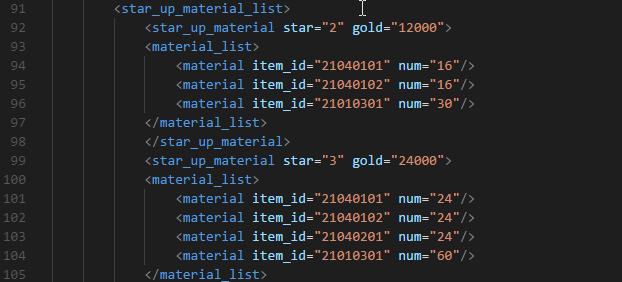 91 <star_up_material_list>
92 <star_up_material star="2" gold="12000">
93 <material_list>
94 <material item_id="21040101" num="16"/>
95 <material item_id="21040102" num="16"/>
96 <material item_id="21010301" num="30"/>
97 </material_list>
98 </star_up_material>
99 <star_up_material star="3" gold="24000">
100 <material_list>
101 <material item_id="21040101" num="24"/>
102 <material item_id="21040102" num="24"/>
103 <material item_id="21040201" num="24"/>
104 <material item_id="21010301" num="60"/>
105 </material_list>